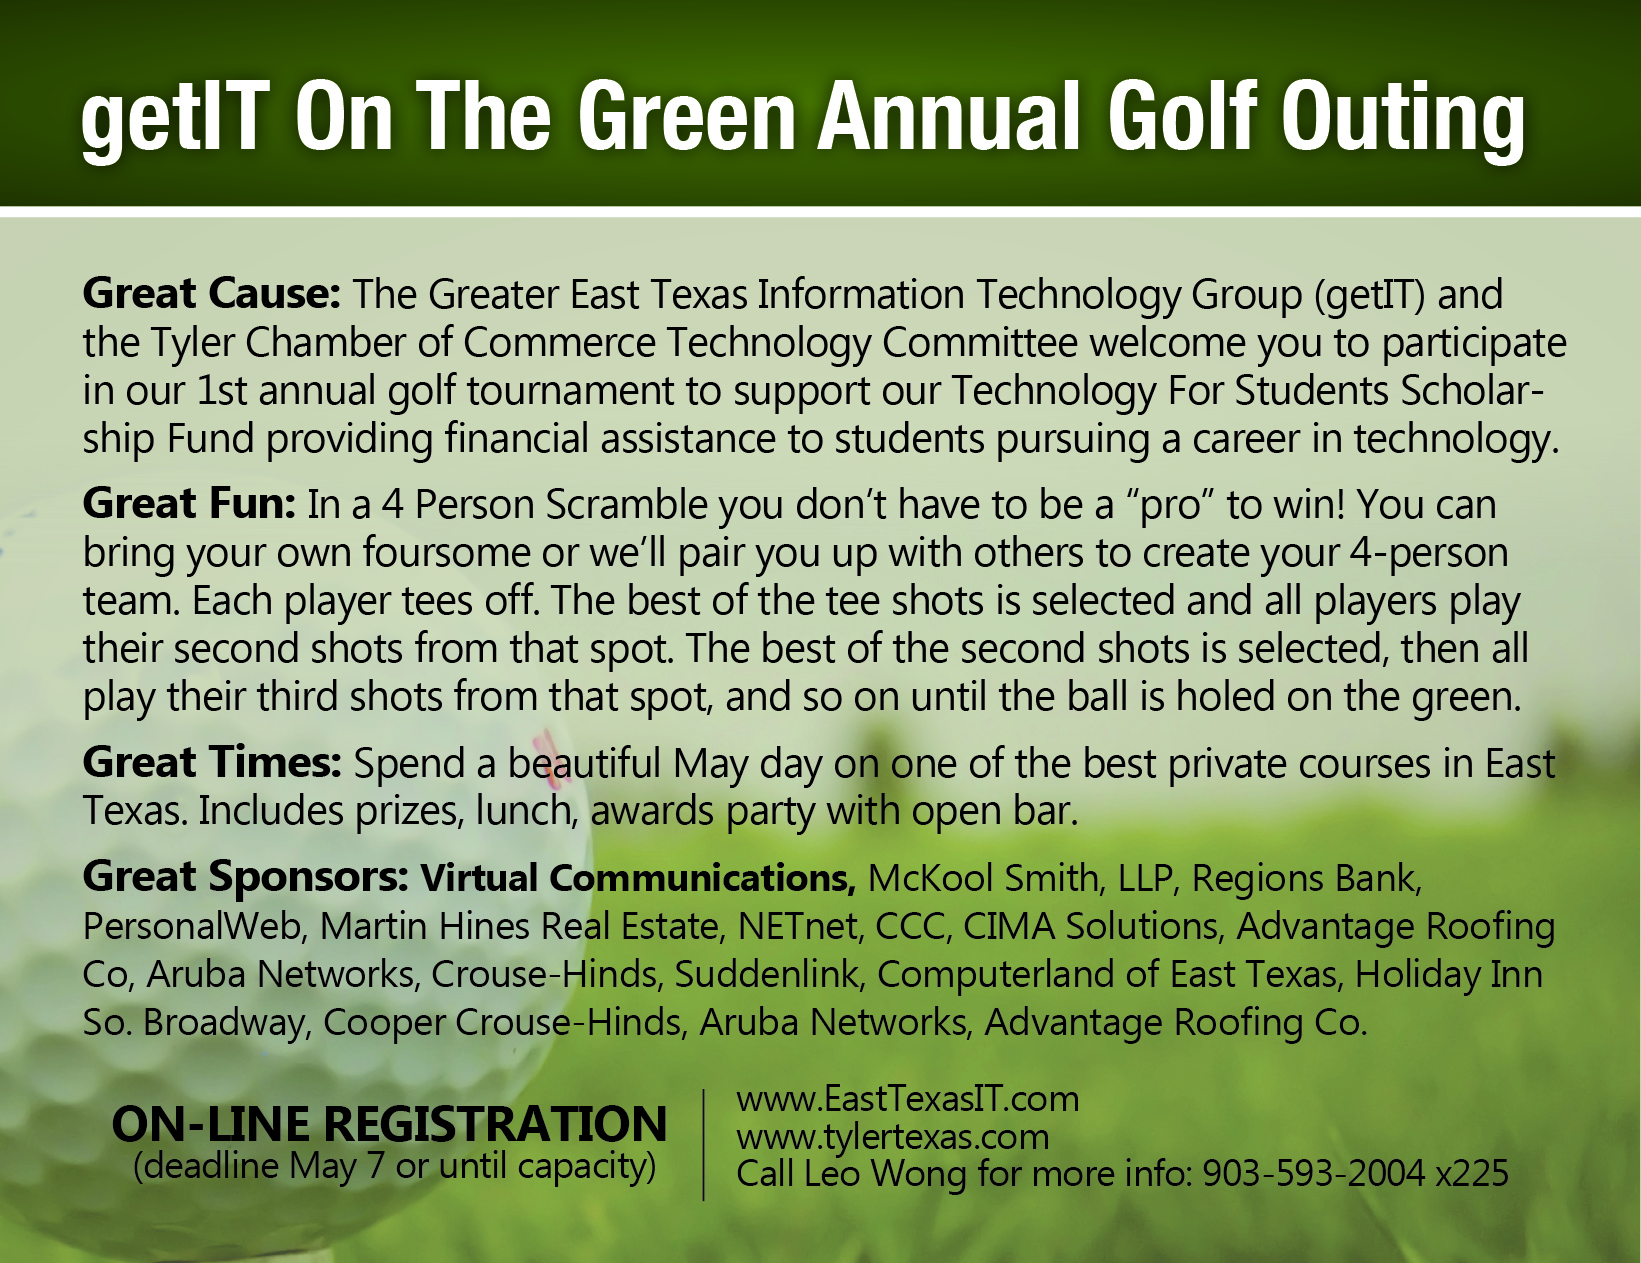 getIT On The Green Annual Golf Outing
Great Cause: The Greater East Texas Information Technology Group (getIT) and
the Tyler Chamber of Commerce Technology Committee welcome you to participate
in our 1st annual golf tournament to support our Technology For Students Scholar-
ship Fund providing financial assistance to students pursuing a career in technology.
Great Fun: In a 4 Person Scramble you don’t have to be a “pro” to win! You can
bring your own foursome or we’ll pair you up with others to create your 4-person
team. Each player tees off. The best of the tee shots is selected and all players play
their second shots from that spot. The best of the second shots is selected, then all
play their third shots from that spot, and so on until the ball is holed on the green.
Great Times: Spend a beautiful May day on one of the best private courses in East
Texas. Includes prizes, lunch, awards party with open bar.
Great Sponsors: Virtual Communications, McKool Smith, LLP, Regions Bank,
PersonalWeb, Martin Hines Real Estate, NETnet, CCC, CIMA Solutions, Advantage Roofing
Co, Aruba Networks, Crouse-Hinds, Suddenlink, Computerland of East Texas, Holiday Inn
So. Broadway, Cooper Crouse-Hinds, Aruba Networks, Advantage Roofing Co.
ON-LINE REGISTRATION
(deadline May 7 or until capacity)
www.EastTexasIT.com
www.tylertexas.com
Call Leo Wong for more info: 903-593-2004 x225